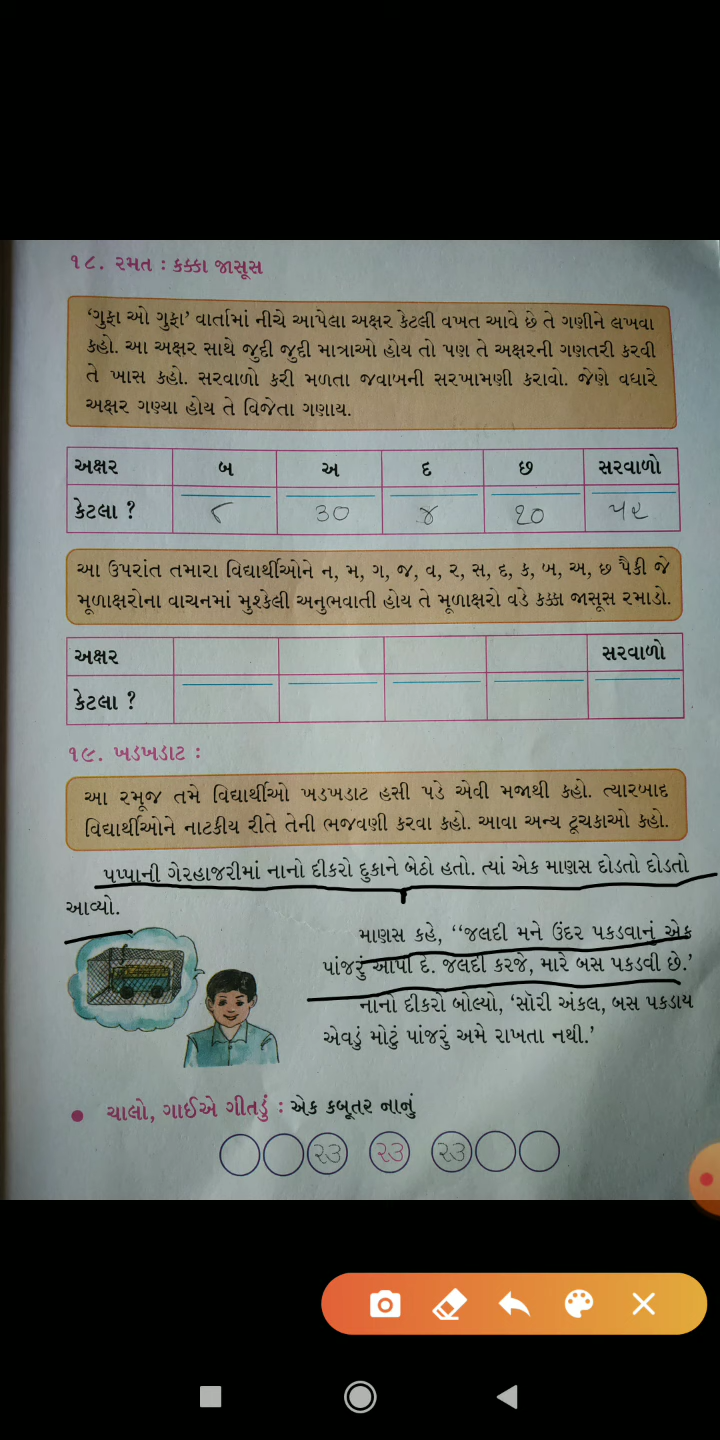 ૧૮. રમત : કક્કા જાસૂસ
‘ગુફા ઓ ગુફા’ વાર્તામાં નીચે આપેલા અક્ષર કેટલી વખત આવે છે તે ગણીને લખવા
કહો. આ અક્ષર સાથે જુદી જુદી માત્રાઓ હોય તો પણ તે અક્ષરની ગણતરી કરવી
તે ખાસ કહો. સરવાળો કરી મળતા જવાબની સરખામણી કરાવો. જેણે વધારે
અક્ષર ગણ્યા હોય તે વિજેતા ગણાય.
અક્ષર બ અ દ છ સરવાળો
કેટલા ? ૮ ૩૦ ૪ ૨૦
આ ઉપરાંત તમારા વિદ્યાર્થીઓને ન, મ, ગ, જ, વ, ર, સ, દ, ક, બ, અ, છ પૈકી જે
મૂળાક્ષરોના વાચનમાં મુશ્કેલી અનુભવાતી હોય તે મૂળાક્ષરો વડે કક્કા જાસૂસ રમાડો.
અક્ષર સરવાળો
કેટલા ?
૧૯. ખડખડાટ :
આ રમૂજ તમે વિદ્યાર્થીઓ ખડખડાટ હસી પડે એવી મજાથી કહો. ત્યારબાદ
વિદ્યાર્થીઓને નાટકીય રીતે તેની ભજવણી કરવા કહો. આવા અન્ય ટૂચકાઓ કહો.
પપ્પાની ગેરહાજરીમાં નાનો દીકરો દુકાને બેઠો હતો. ત્યાં એક માણસ દોડતો દોડતો
આવ્યો.
માણસ કહે, ‘‘જલદી મને ઉંદર પકડવાનું એક
પાંજરું આપી દે. જલદી કરજે, મારે બસ પકડવી છે.’
નાનો દીકરો બોલ્યો, ‘સૉરી અંકલ, બસ પકડાય
એવડું મોટું પાંજરું અમે રાખતા નથી.’
● ચાલો, ગાઈએ ગીતડું : એક કબૂતર નાનું
૨૩ ૨૩ ૨૩